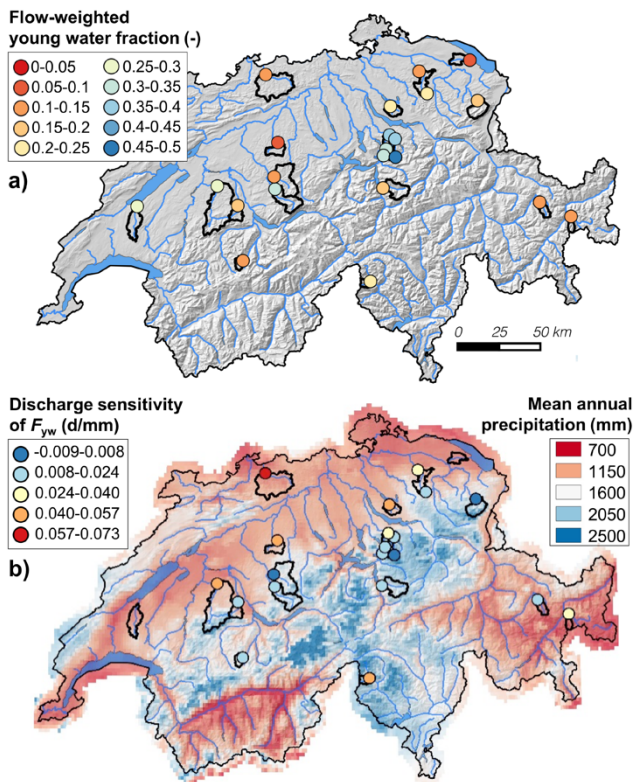 Flow-weighted
young water fraction (-)
0-0.05
0.05-0.1
0.1-0.15
0.15-0.2
0.2-0.25
0.25-0.3
0.3-0.35
0.35-0.4
0.4-0.45
0.45-0.5
a)
0 25 50 km
Discharge sensitivity
of Fyw (d/mm)
-0.009-0.008
0.008-0.024
0.024-0.040
0.040-0.057
0.057-0.073
Mean annual
precipitation (mm)
700
1150
1600
2050
2500
b)